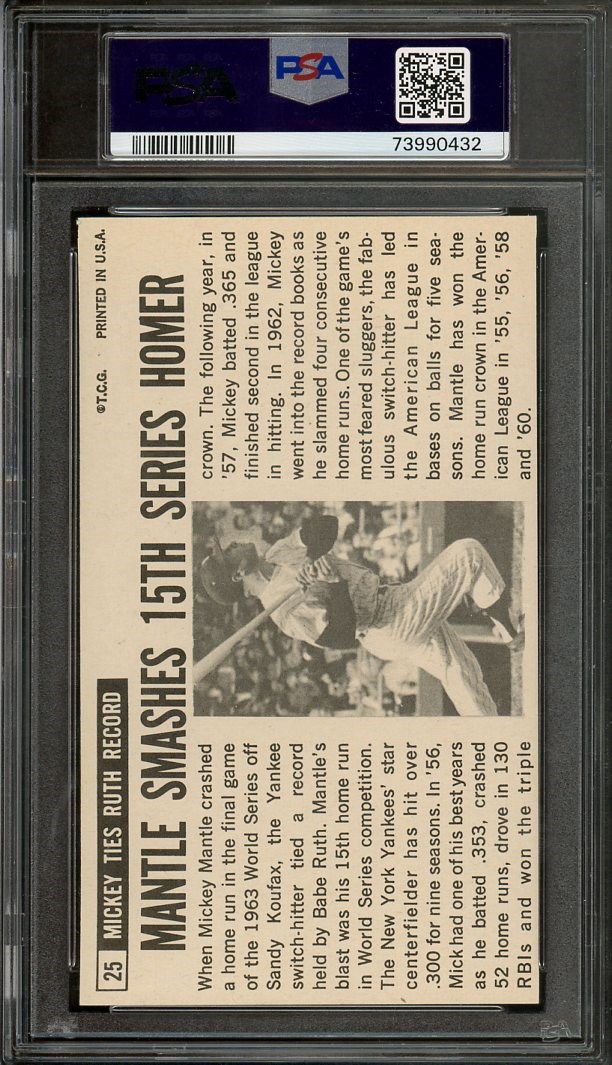 PSA
PSA
73990432
©T.C.G. · PRINTED IN U.S.A.
25 MICKEY TIES RUTH RECORD
MANTLE SMASHES 15TH SERIES HOMER
When Mickey Mantle crashed
a home run in the final game
of the 1963 World Series off
Sandy Koufax, the Yankee
switch-hitter tied a record
held by Babe Ruth. Mantle's
blast was his 15th home run
in World Series competition.
The New York Yankees' star
centerfielder has hit over
.300 for nine seasons. In '56,
Mick had one of his best years
as he batted .353, crashed
52 home runs, drove in 130
RBIs and won the triple
crown. The following year, in
'57, Mickey batted .365 and
finished second in the league
in hitting. In 1962, Mickey
went into the record books as
he slammed four consecutive
home runs. One of the game's
most feared sluggers, the fab-
ulous switch-hitter has led
the American League in
bases on balls for five sea-
sons. Mantle has won the
home run crown in the Amer-
ican League in '55, '56, '58
and '60.
PSA